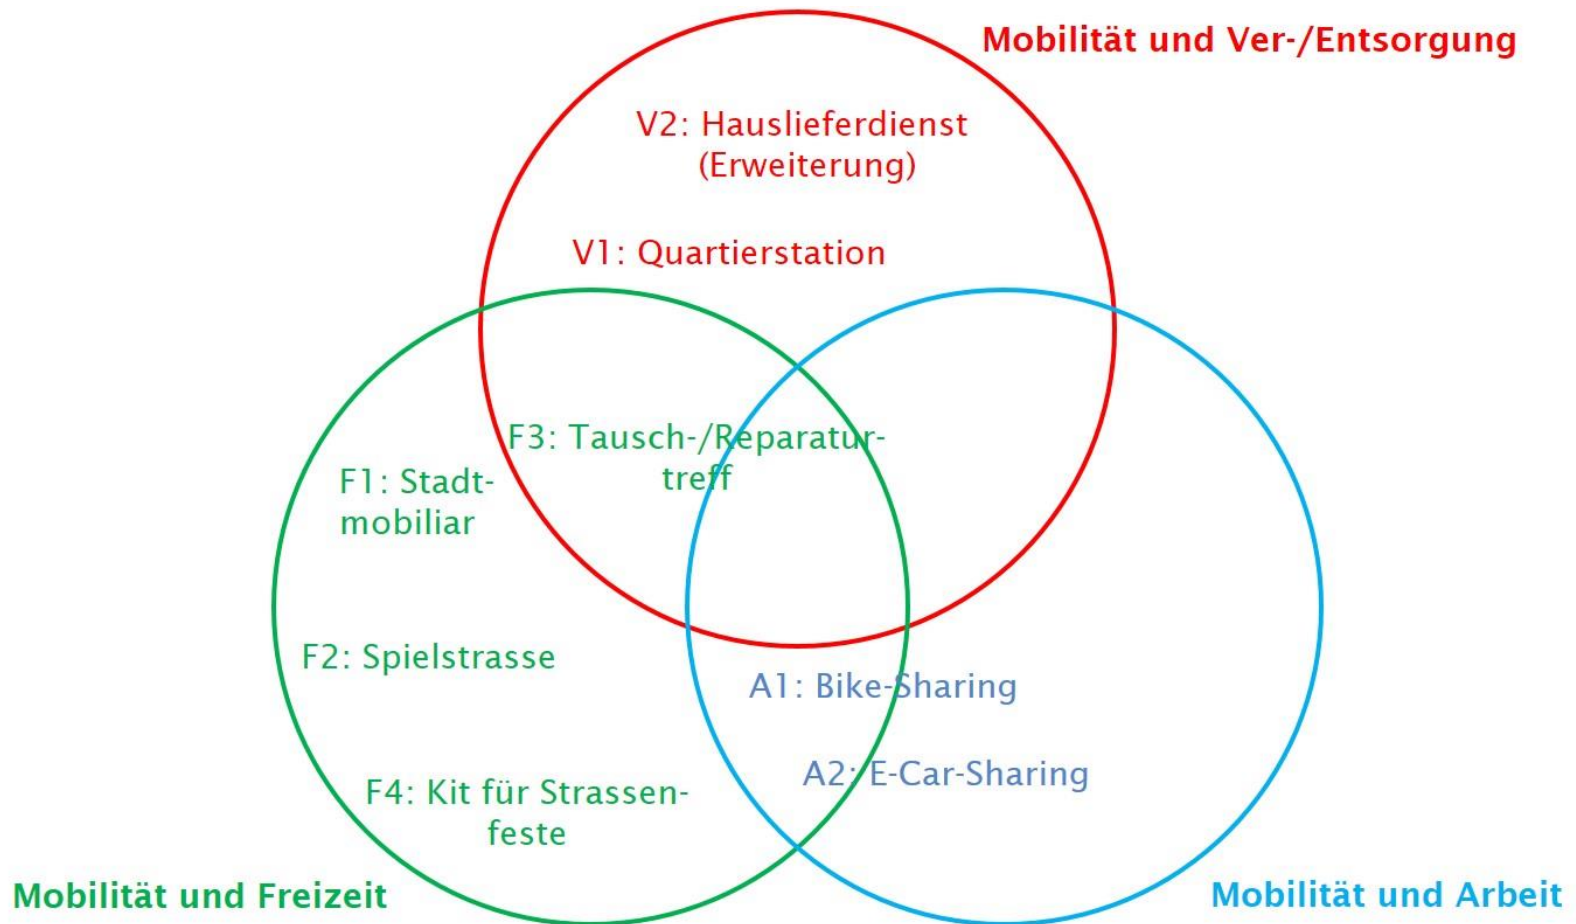 Mobilität und Ver-/Entsorgung
V2: Hauslieferdienst
(Erweiterung)
V1: Quartierstation
F3: Tausch-/Reparatur-
treff
F1: Stadt-
mobiliar
F2: Spielstrasse
A1: Bike-Sharing
A2: E-Car-Sharing
F4: Kit für Strassen-
feste
Mobilität und Freizeit
Mobilität und Arbeit